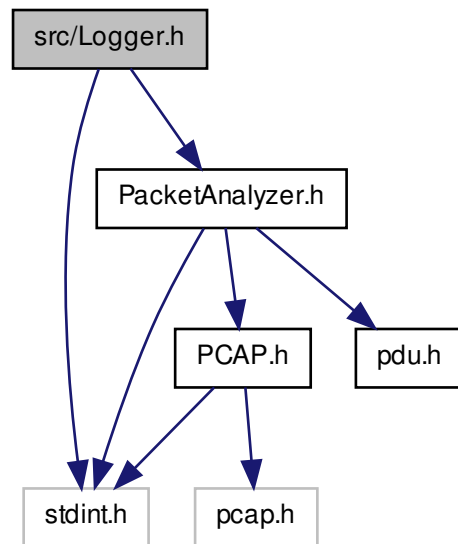 src/Logger.h
PacketAnalyzer.h
PCAP.h
pdu.h
stdint.h
pcap.h